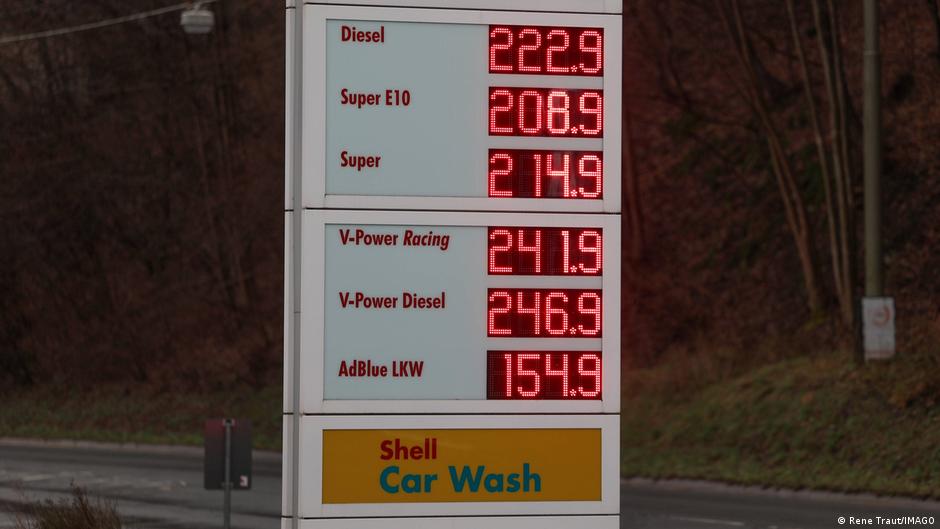 Diesel 222.9
Super E10 208.9
Super 214.9
V-Power Racing 241.9
V-Power Diesel 246.9
AdBlue LKW 154.9
Shell
Car Wash
© Rene Traut/IMAGO